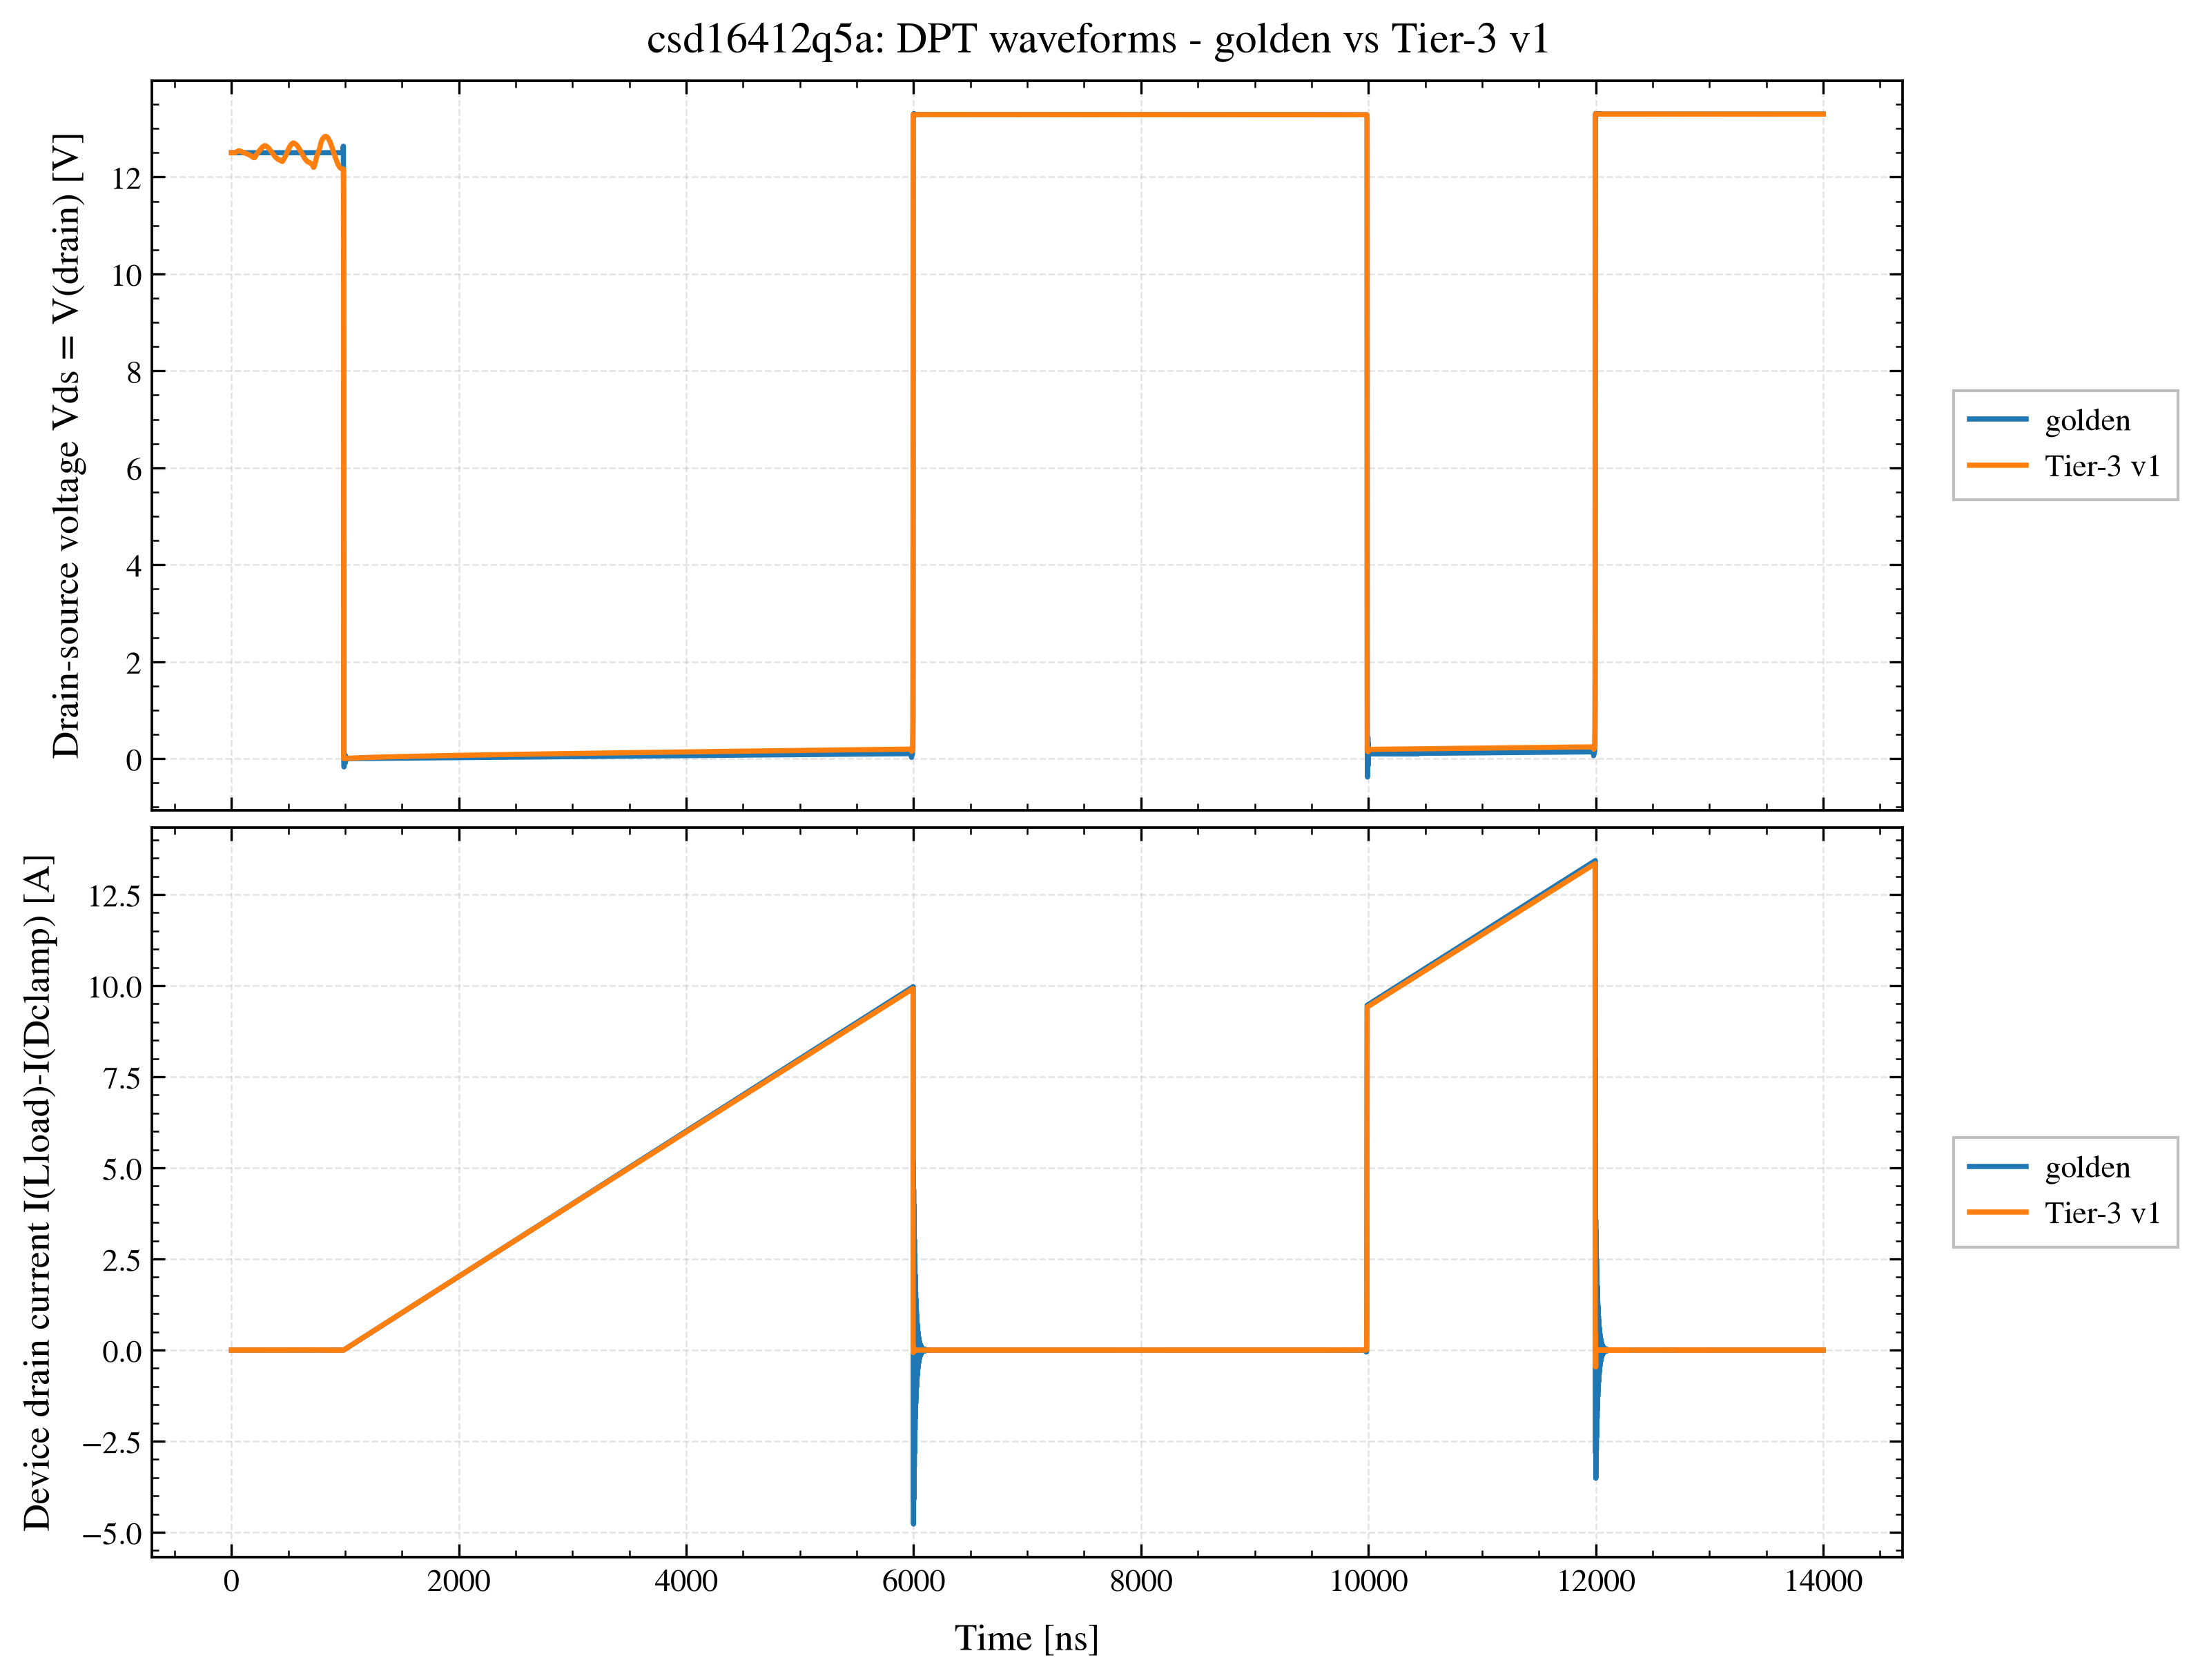 csd16412q5a: DPT waveforms - golden vs Tier-3 v1
Drain-source voltage Vds = V(drain) [V]
12
10
8
6
4
2
0
golden
Tier-3 v1
Device drain current I(Lload)-I(Dclamp) [A]
12.5
10.0
7.5
5.0
2.5
0.0
−2.5
−5.0
golden
Tier-3 v1
0 2000 4000 6000 8000 10000 12000 14000
Time [ns]